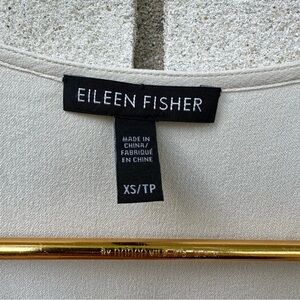 EILEEN FISHER
MADE IN
CHINA/
FABRIQUÉ
EN CHINE
XS/TP